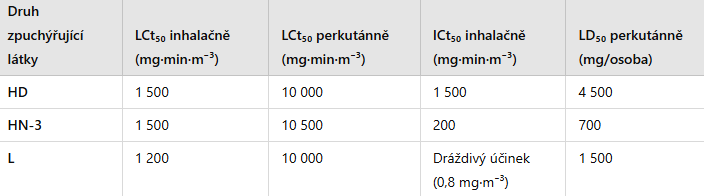 Druh zpuchýřující látky	LCt₅₀ inhalačně (mg·min·m⁻³)	LCt₅₀ perkutánně (mg·min·m⁻³)	ICt₅₀ inhalačně (mg·min·m⁻³)	LD₅₀ perkutánně (mg/osoba)
HD	1 500	10 000	1 500	4 500
HN-3	1 500	10 500	200	700
L	1 200	10 000	Dráždivý účinek (0,8 mg·m⁻³)	1 500